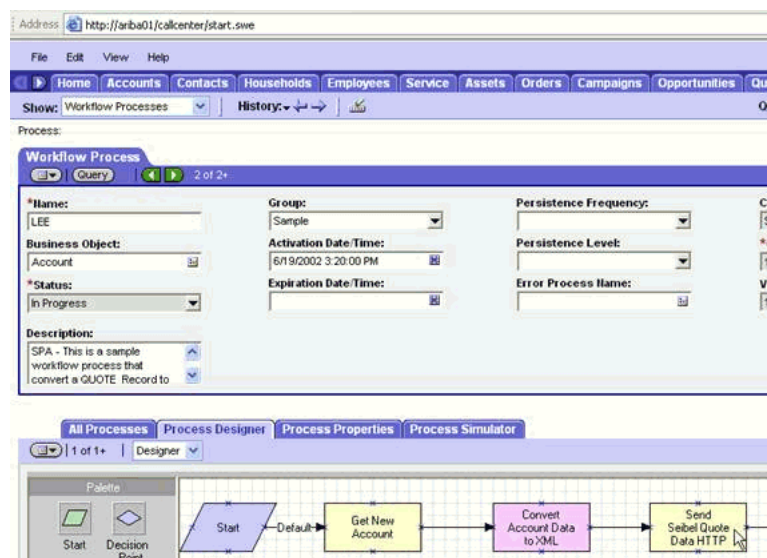 Address http://ariba01/callcenter/start.swe
File Edit View Help
Home Accounts Contacts Households Employees Service Assets Orders Campaigns Opportunities Qu
Show: Workflow Processes History:
Process:
Workflow Process
Query 2 of 2+
*Name: Group: Persistence Frequency:
LEE Sample
Business Object: Activation Date/Time: Persistence Level:
Account 6/19/2002 3:20:00 PM
*Status: Expiration Date/Time: Error Process Name:
In Progress
Description:
SPA - This is a sample
workflow process that
convert a QUOTE Record to
All Processes Process Designer Process Properties Process Simulator
1 of 1+ Designer
Palette
Start Decision
Point
Start Default Get New
Account
Convert
Account Data
to XML
Send
Seibel Quote
Data HTTP